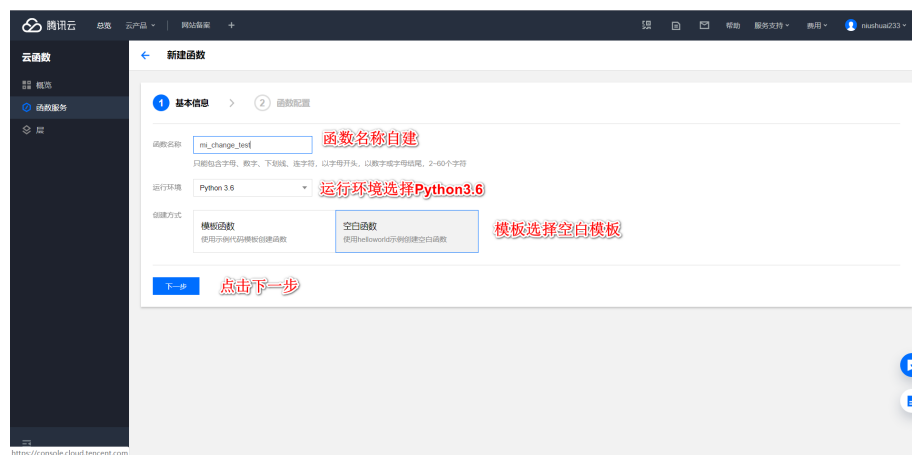 腾讯云 总览 云产品 网站备案 + 帮助 服务支持 费用 niushuai233
云函数
← 新建函数
概览
函数服务
层
1 基本信息 > 2 函数配置
函数名称 mi_change_test 函数名称自建
只能包含字母、数字、下划线、连字符，以字母开头，以数字或字母结尾，2~60个字符
运行环境 Python 3.6 运行环境选择Python3.6
创建方式
模板函数 空白函数 模板选择空白模板
使用示例代码模板创建函数 使用helloworld示例创建空白函数
下一步 点击下一步
https://console.cloud.tencent.com